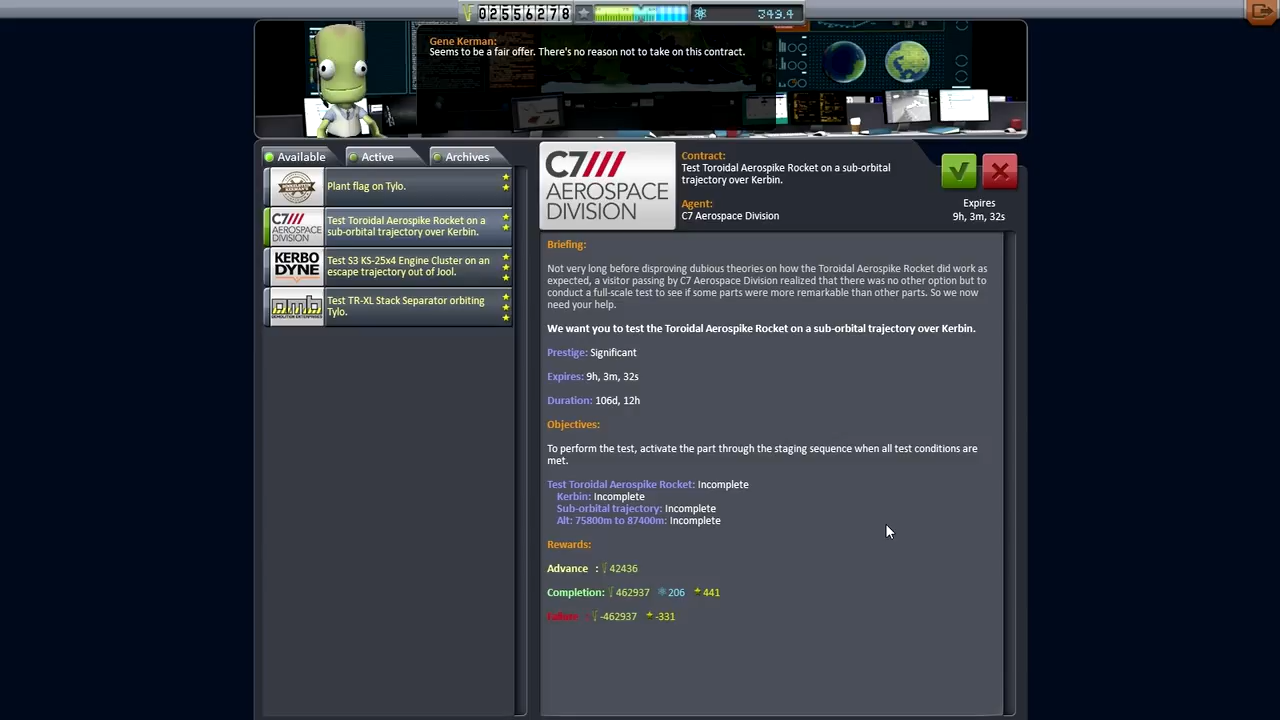 02556278
349.4
Gene Kerman:
Seems to be a fair offer. There's no reason not to take on this contract.
Available
Active
Archives
Plant flag on Tylo.
C7///
AEROSPACE
DIVISION
Test Toroidal Aerospike Rocket on a
sub-orbital trajectory over Kerbin.
KERBO
DYNE
Test S3 KS-25x4 Engine Cluster on an
escape trajectory out of Jool.
Test TR-XL Stack Separator orbiting
Tylo.
C7///
AEROSPACE
DIVISION
Contract:
Test Toroidal Aerospike Rocket on a sub-orbital
trajectory over Kerbin.
Agent:
C7 Aerospace Division
Expires
9h, 3m, 32s
Briefing:
Not very long before disproving dubious theories on how the Toroidal Aerospike Rocket did work as
expected, a visitor passing by C7 Aerospace Division realized that there was no other option but to
conduct a full-scale test to see if some parts were more remarkable than other parts. So we now
need your help.
We want you to test the Toroidal Aerospike Rocket on a sub-orbital trajectory over Kerbin.
Prestige: Significant
Expires: 9h, 3m, 32s
Duration: 106d, 12h
Objectives:
To perform the test, activate the part through the staging sequence when all test conditions are
met.
Test Toroidal Aerospike Rocket: Incomplete
Kerbin: Incomplete
Sub-orbital trajectory: Incomplete
Alt: 75800m to 87400m: Incomplete
Rewards:
Advance : 42436
Completion: 462937 206 441
Failure -462937 -331